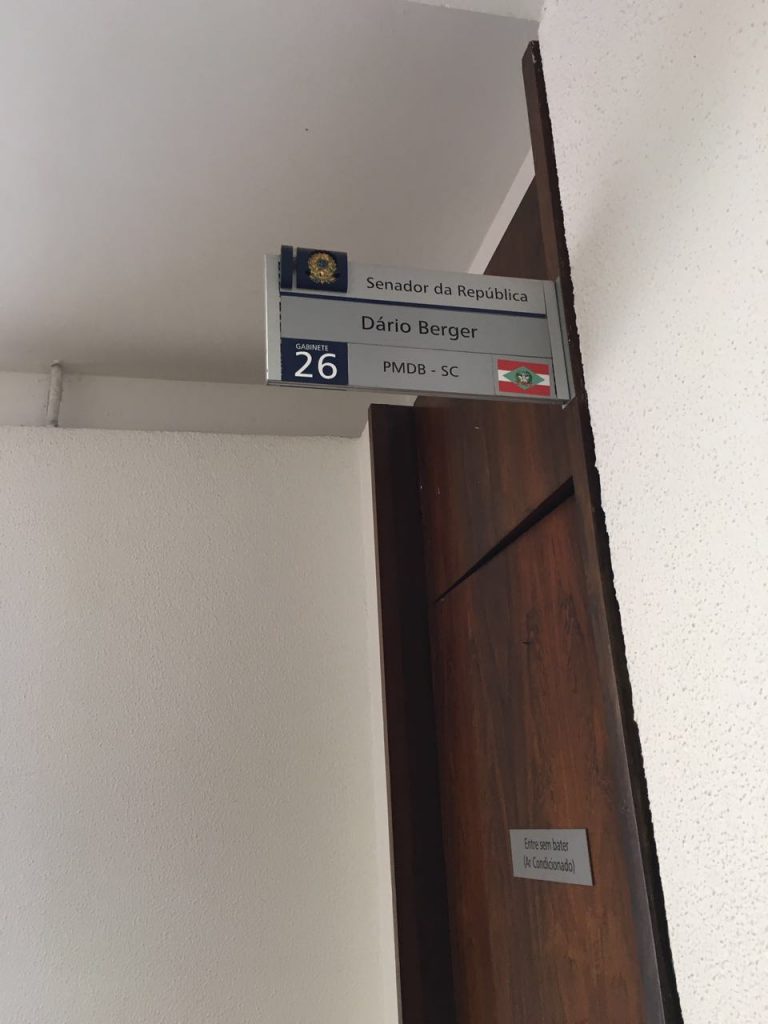 Senador da República
Dário Berger
GABINETE
26
PMDB - SC
Entre sem bater
(Ar Condicionado)